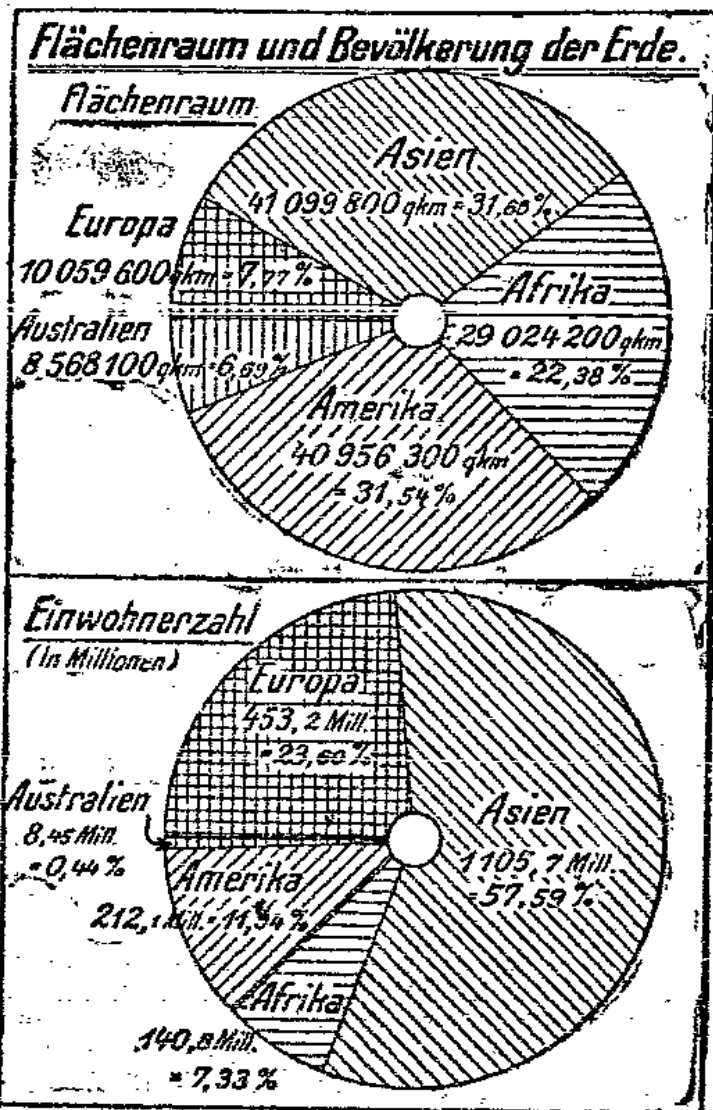 Flächenraum und Bevölkerung der Erde.
Flächenraum
Asien
41 099 800 qkm = 31,66 %
Europa
10 059 600 qkm = 7,77 %
Afrika
29 024 200 qkm
= 22,38 %
Australien
8 568 100 qkm = 6,69 %
Amerika
40 956 300 qkm
= 31,54 %
Einwohnerzahl
(In Millionen)
Europa
453,2 Mill.
= 23,60 %
Australien
8,45 Mill.
= 0,44 %
Asien
1105,7 Mill.
= 57,59 %
Amerika
212,1 Mill. = 11,04 %
Afrika
140,8 Mill.
= 7,33 %